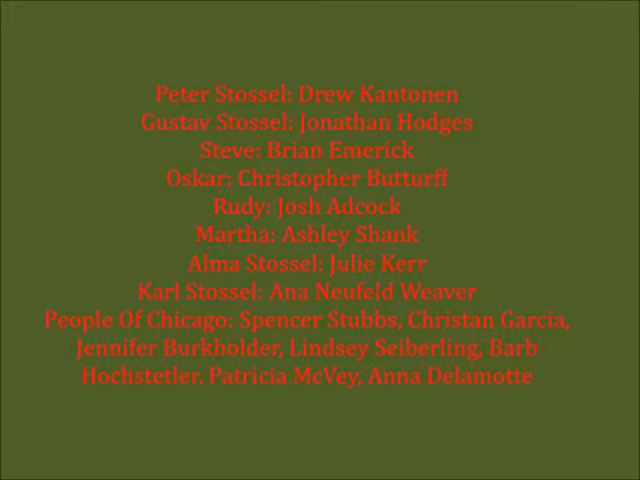 Peter Stossel: Drew Kantonen
Gustav Stossel: Jonathan Hodges
Steve: Brian Emerick
Oskar: Christopher Butturff
Rudy: Josh Adcock
Martha: Ashley Shank
Alma Stossel: Julie Kerr
Karl Stossel: Ana Neufeld Weaver
People Of Chicago: Spencer Stubbs, Christan Garcia,
Jennifer Burkholder, Lindsey Seiberling, Barb
Hochstetler. Patricia McVey, Anna Delamotte